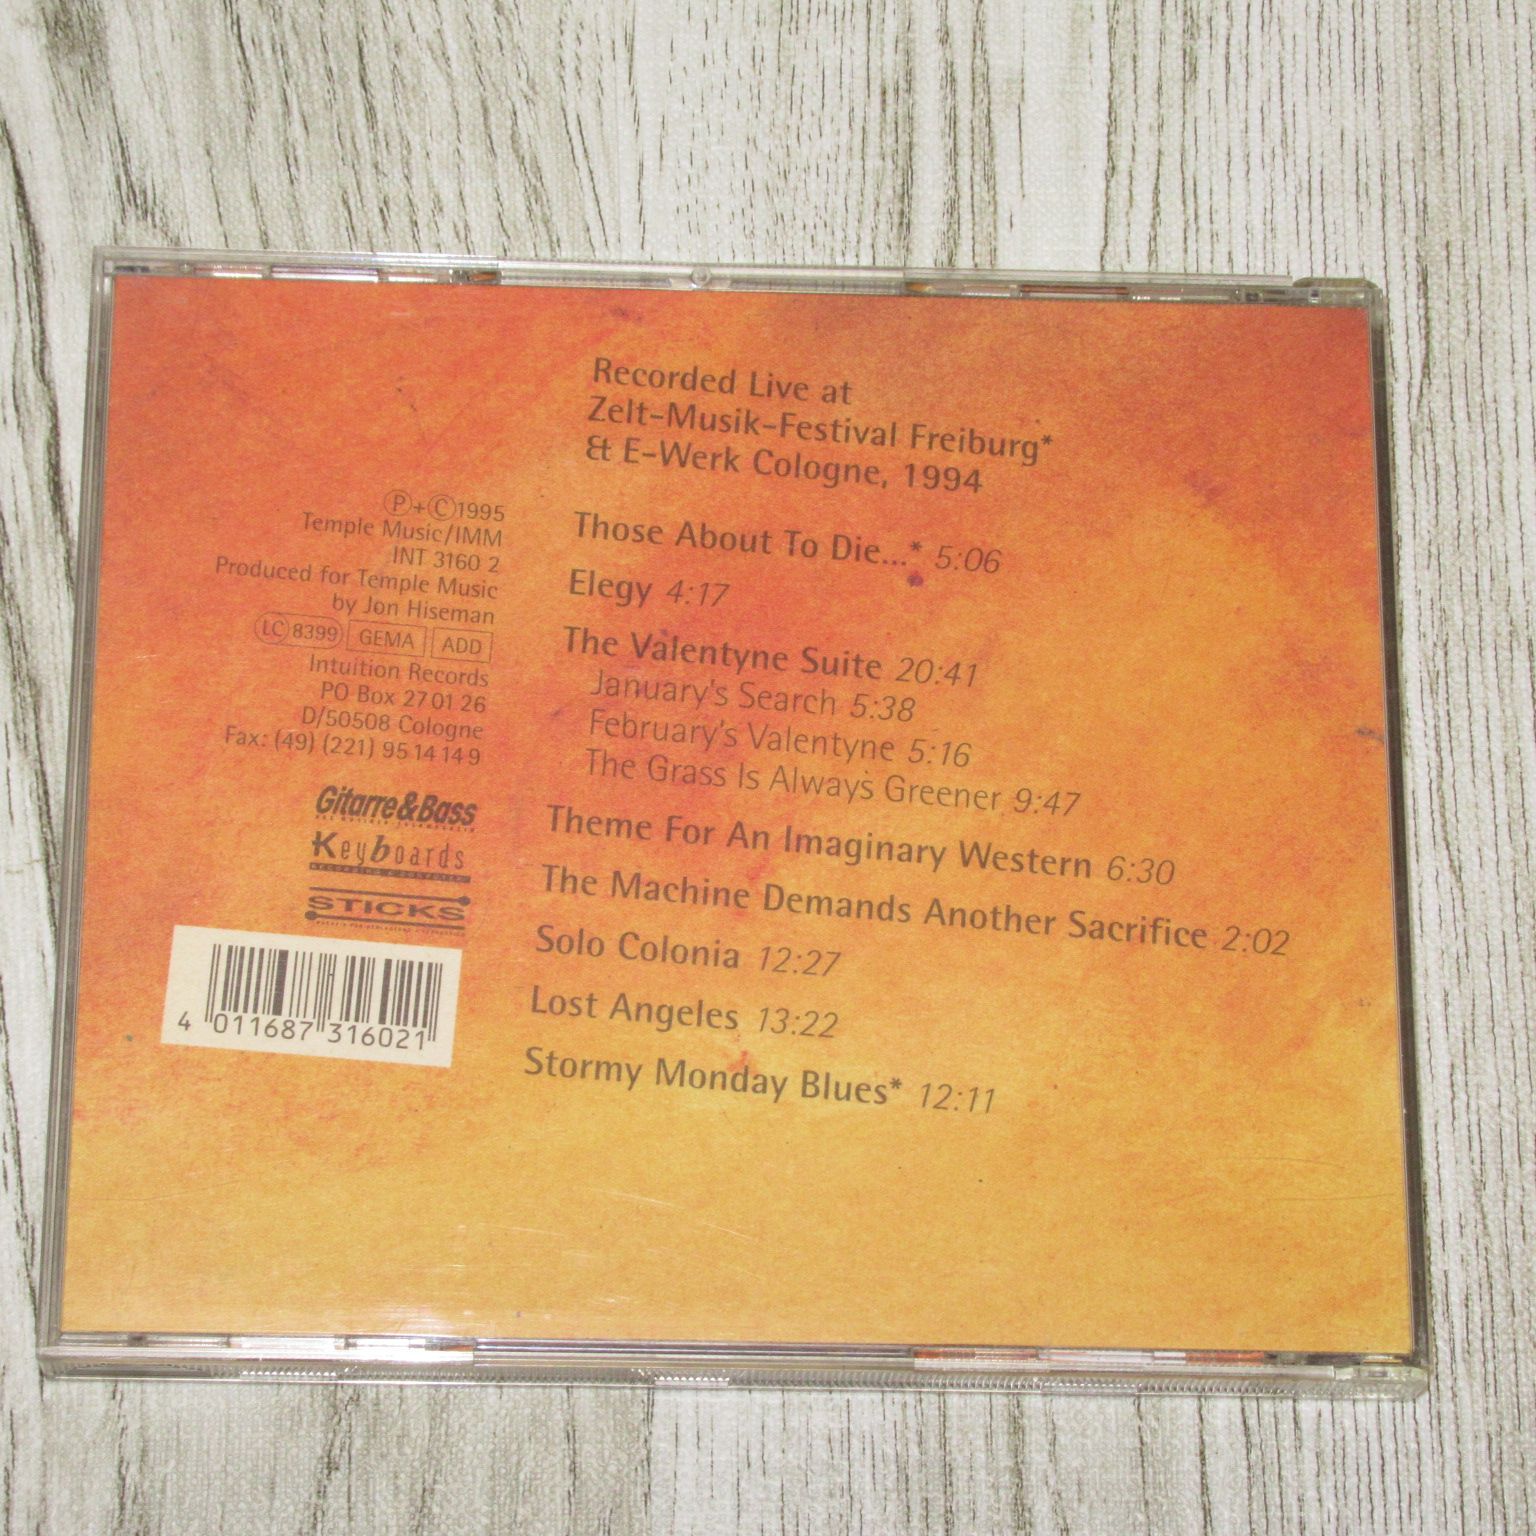 Recorded Live at
Zelt-Musik-Festival Freiburg*
& E-Werk Cologne, 1994
Those About To Die...* 5:06
Elegy 4:17
The Valentyne Suite 20:41
January's Search 5:38
February's Valentyne 5:16
The Grass Is Always Greener 9:47
Theme For An Imaginary Western 6:30
The Machine Demands Another Sacrifice 2:02
Solo Colonia 12:27
Lost Angeles 13:22
Stormy Monday Blues* 12:11
Ⓟ+Ⓒ1995
Temple Music/IMM
INT 3160 2
Produced for Temple Music
by Jon Hiseman
LC 8399 GEMA ADD
Intuition Records
PO Box 27 01 26
D/50508 Cologne
Fax: (49) (221) 95 14 14 9
Gitarre&Bass
Keyboards
STICKS
4 011687 316021